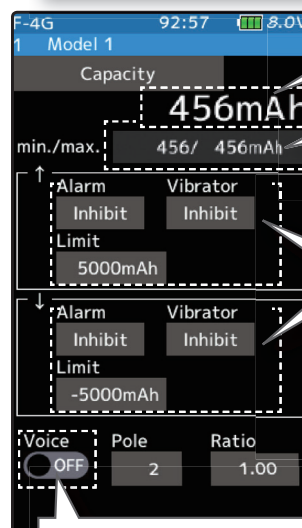 F-4G 92:57 8.0V
1 Model 1
Capacity
456mAh
min./max. 456/ 456mAh
↑
Alarm Vibrator
Inhibit Inhibit
Limit
5000mAh
↓
Alarm Vibrator
Inhibit Inhibit
Limit
-5000mAh
Voice Pole Ratio
OFF 2 1.00